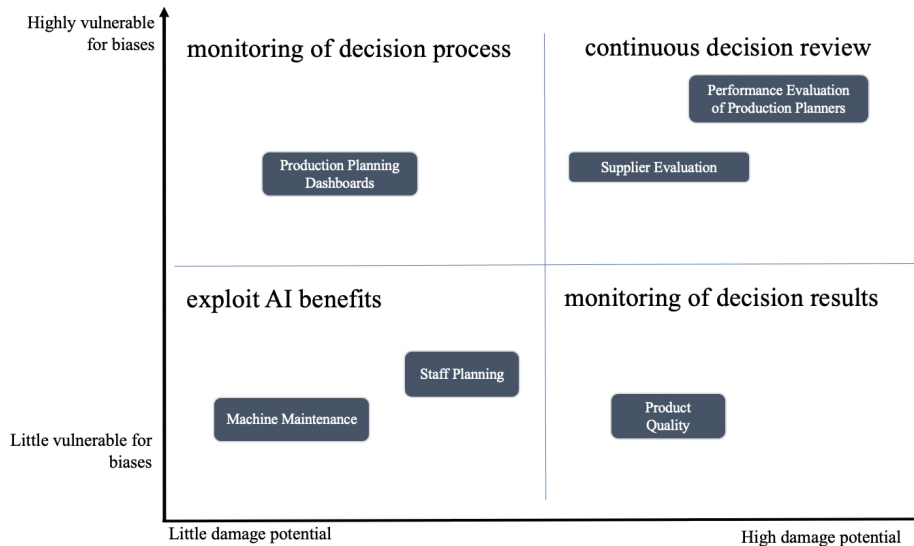 Highly vulnerable
for biases
monitoring of decision process
continuous decision review
Performance Evaluation
of Production Planners
Production Planning
Dashboards
Supplier Evaluation
exploit AI benefits
monitoring of decision results
Staff Planning
Machine Maintenance
Product
Quality
Little vulnerable for
biases
Little damage potential
High damage potential